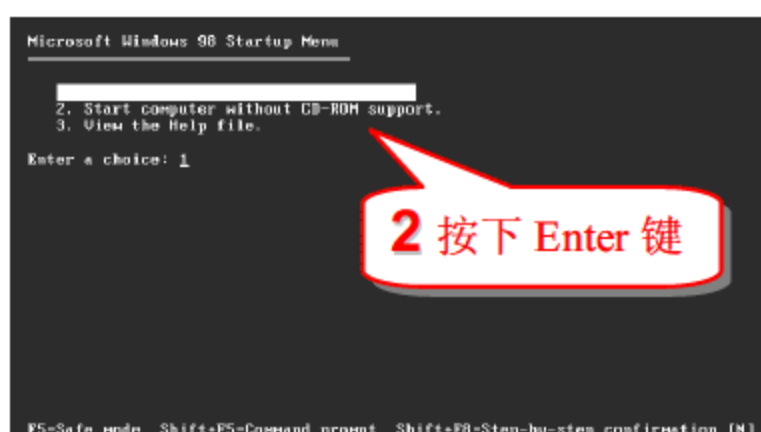 Microsoft Windows 98 Startup Menu
2. Start computer without CD-ROM support.
3. View the Help file.
Enter a choice: 1
2 按下 Enter 键
F5=Safe mode Shift+F5=Command prompt Shift+F8=Step-by-step confirmation [N]